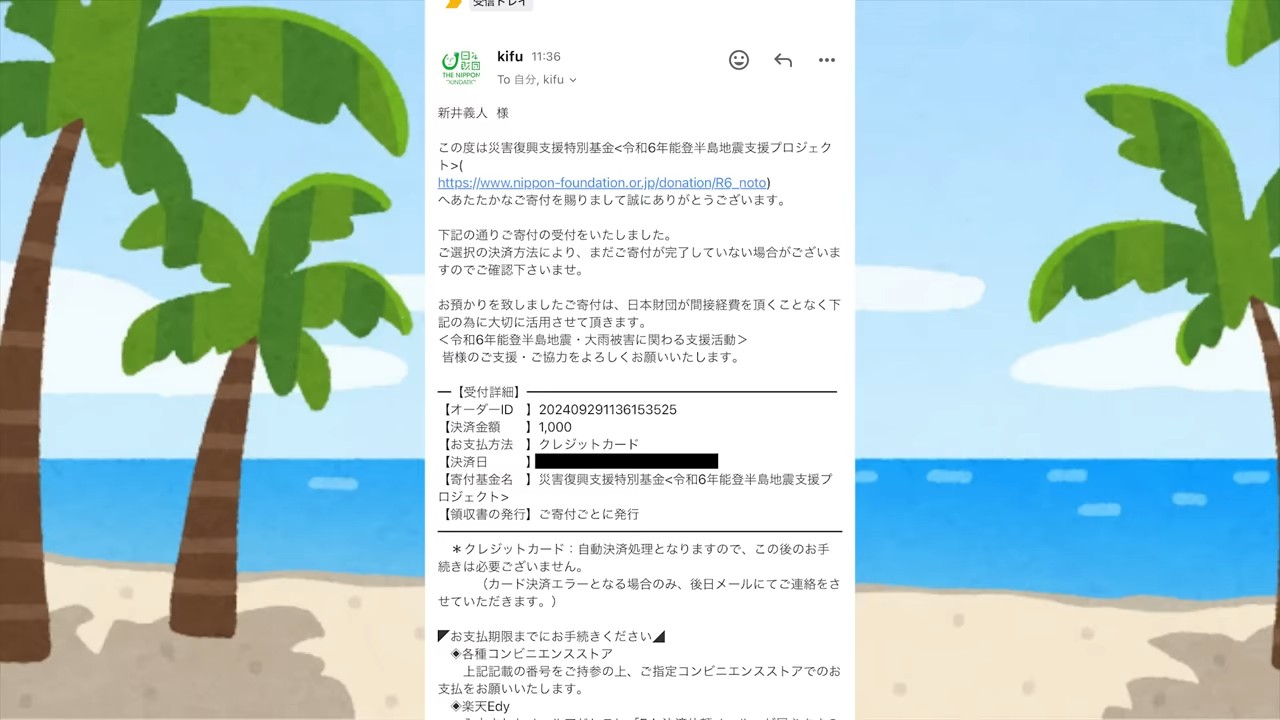 受信トレイ
kifu 11:36
日本財団
THE NIPPON
FOUNDATION
To 自分, kifu
新井義人 様
この度は災害復興支援特別基金<令和6年能登半島地震支援プロジェク
ト>(
https://www.nippon-foundation.or.jp/donation/R6_noto)
へあたたかなご寄付を賜りまして誠にありがとうございます。
下記の通りご寄付の受付をいたしました。
ご選択の決済方法により、まだご寄付が完了していない場合がございま
すのでご確認下さいませ。
お預かりを致しましたご寄付は、日本財団が間接経費を頂くことなく下
記の為に大切に活用させて頂きます。
＜令和6年能登半島地震・大雨被害に関わる支援活動＞
皆様のご支援・ご協力をよろしくお願いいたします。
━【受付詳細】━━━━━━━━━━━━━━━━━━━━
【オーダーID 】202409291136153525
【決済金額 】1,000
【お支払方法 】クレジットカード
【決済日 】
【寄付基金名 】災害復興支援特別基金<令和6年能登半島地震支援プ
ロジェクト>
【領収書の発行】ご寄付ごとに発行
＊クレジットカード：自動決済処理となりますので、この後のお手
続きは必要ございません。
（カード決済エラーとなる場合のみ、後日メールにてご連絡をさ
せていただきます。）
◤お支払期限までにお手続きください◢
◈各種コンビニエンスストア
上記記載の番号をご持参の上、ご指定コンビニエンスストアでのお
支払をお願いいたします。
◈楽天Edy